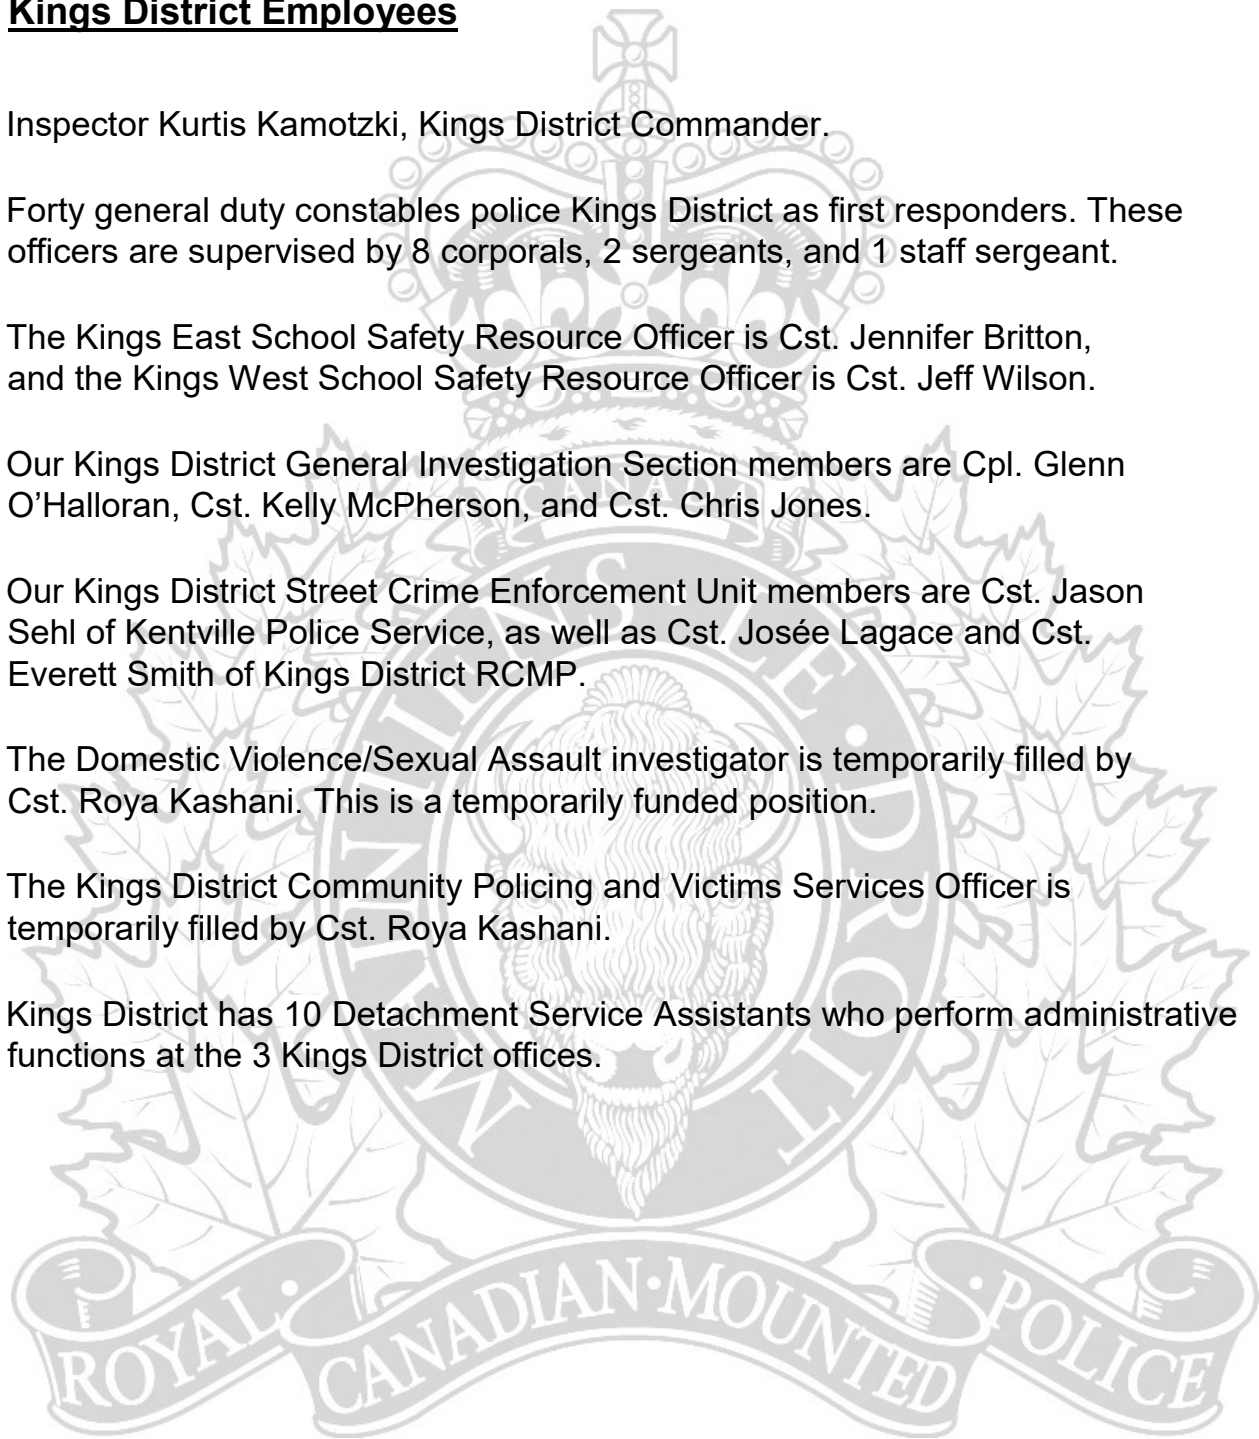 Kings District Employees
Inspector Kurtis Kamotzki, Kings District Commander.
Forty general duty constables police Kings District as first responders. These
officers are supervised by 8 corporals, 2 sergeants, and 1 staff sergeant.
The Kings East School Safety Resource Officer is Cst. Jennifer Britton,
and the Kings West School Safety Resource Officer is Cst. Jeff Wilson.
Our Kings District General Investigation Section members are Cpl. Glenn
O’Halloran, Cst. Kelly McPherson, and Cst. Chris Jones.
Our Kings District Street Crime Enforcement Unit members are Cst. Jason
Sehl of Kentville Police Service, as well as Cst. Josée Lagace and Cst.
Everett Smith of Kings District RCMP.
The Domestic Violence/Sexual Assault investigator is temporarily filled by
Cst. Roya Kashani. This is a temporarily funded position.
The Kings District Community Policing and Victims Services Officer is
temporarily filled by Cst. Roya Kashani.
Kings District has 10 Detachment Service Assistants who perform administrative
functions at the 3 Kings District offices.
CANADA
MAINTIENS LE DROIT
ROYAL CANADIAN MOUNTED POLICE